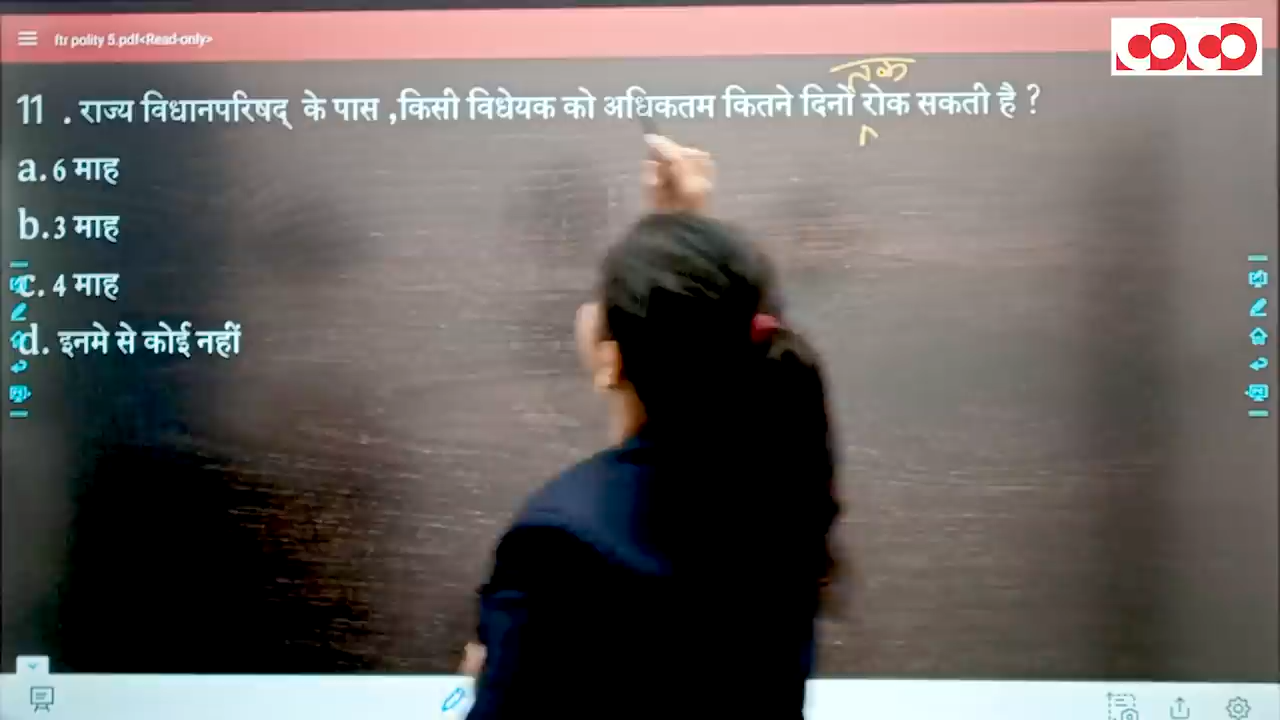 ftr polity 5.pdf<Read-only>
तक
11 . राज्य विधानपरिषद् के पास ,किसी विधेयक को अधिकतम कितने दिनों रोक सकती है ?
a. 6 माह
b. 3 माह
c. 4 माह
d. इनमे से कोई नहीं